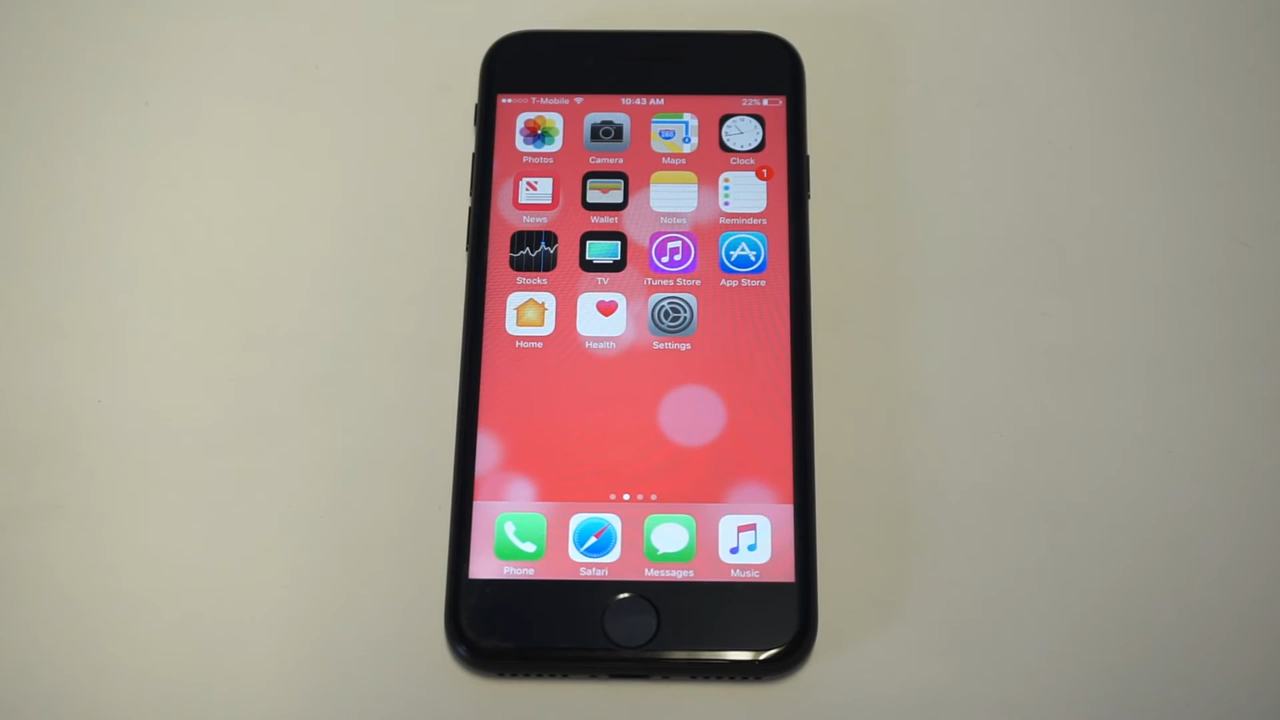 T-Mobile 10:43 AM 22%
Photos Camera Maps Clock
1
News Wallet Notes Reminders
Stocks TV iTunes Store App Store
Home Health Settings
Phone Safari Messages Music